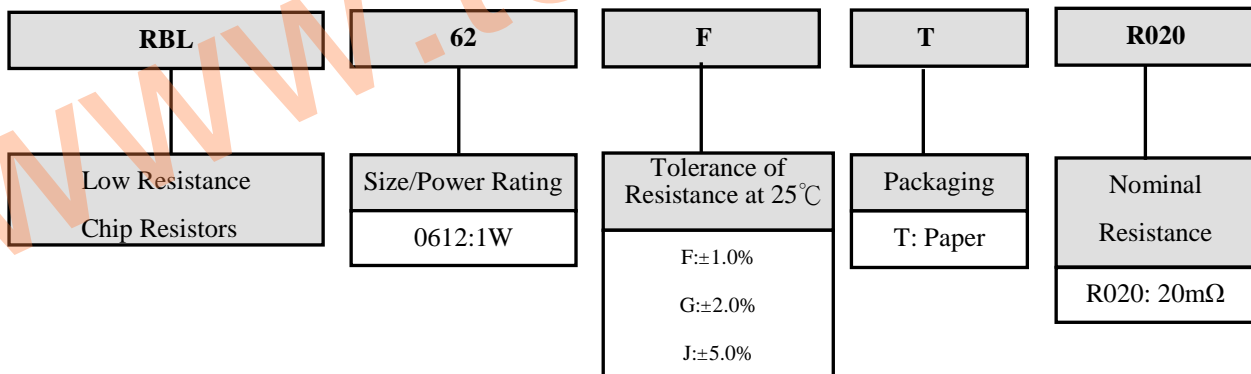 RBL 62 F T R020
Low Resistance
Chip Resistors
Size/Power Rating
0612:1W
Tolerance of
Resistance at 25℃
F:±1.0%
G:±2.0%
J:±5.0%
Packaging
T: Paper
Nominal
Resistance
R020: 20mΩ
www.t